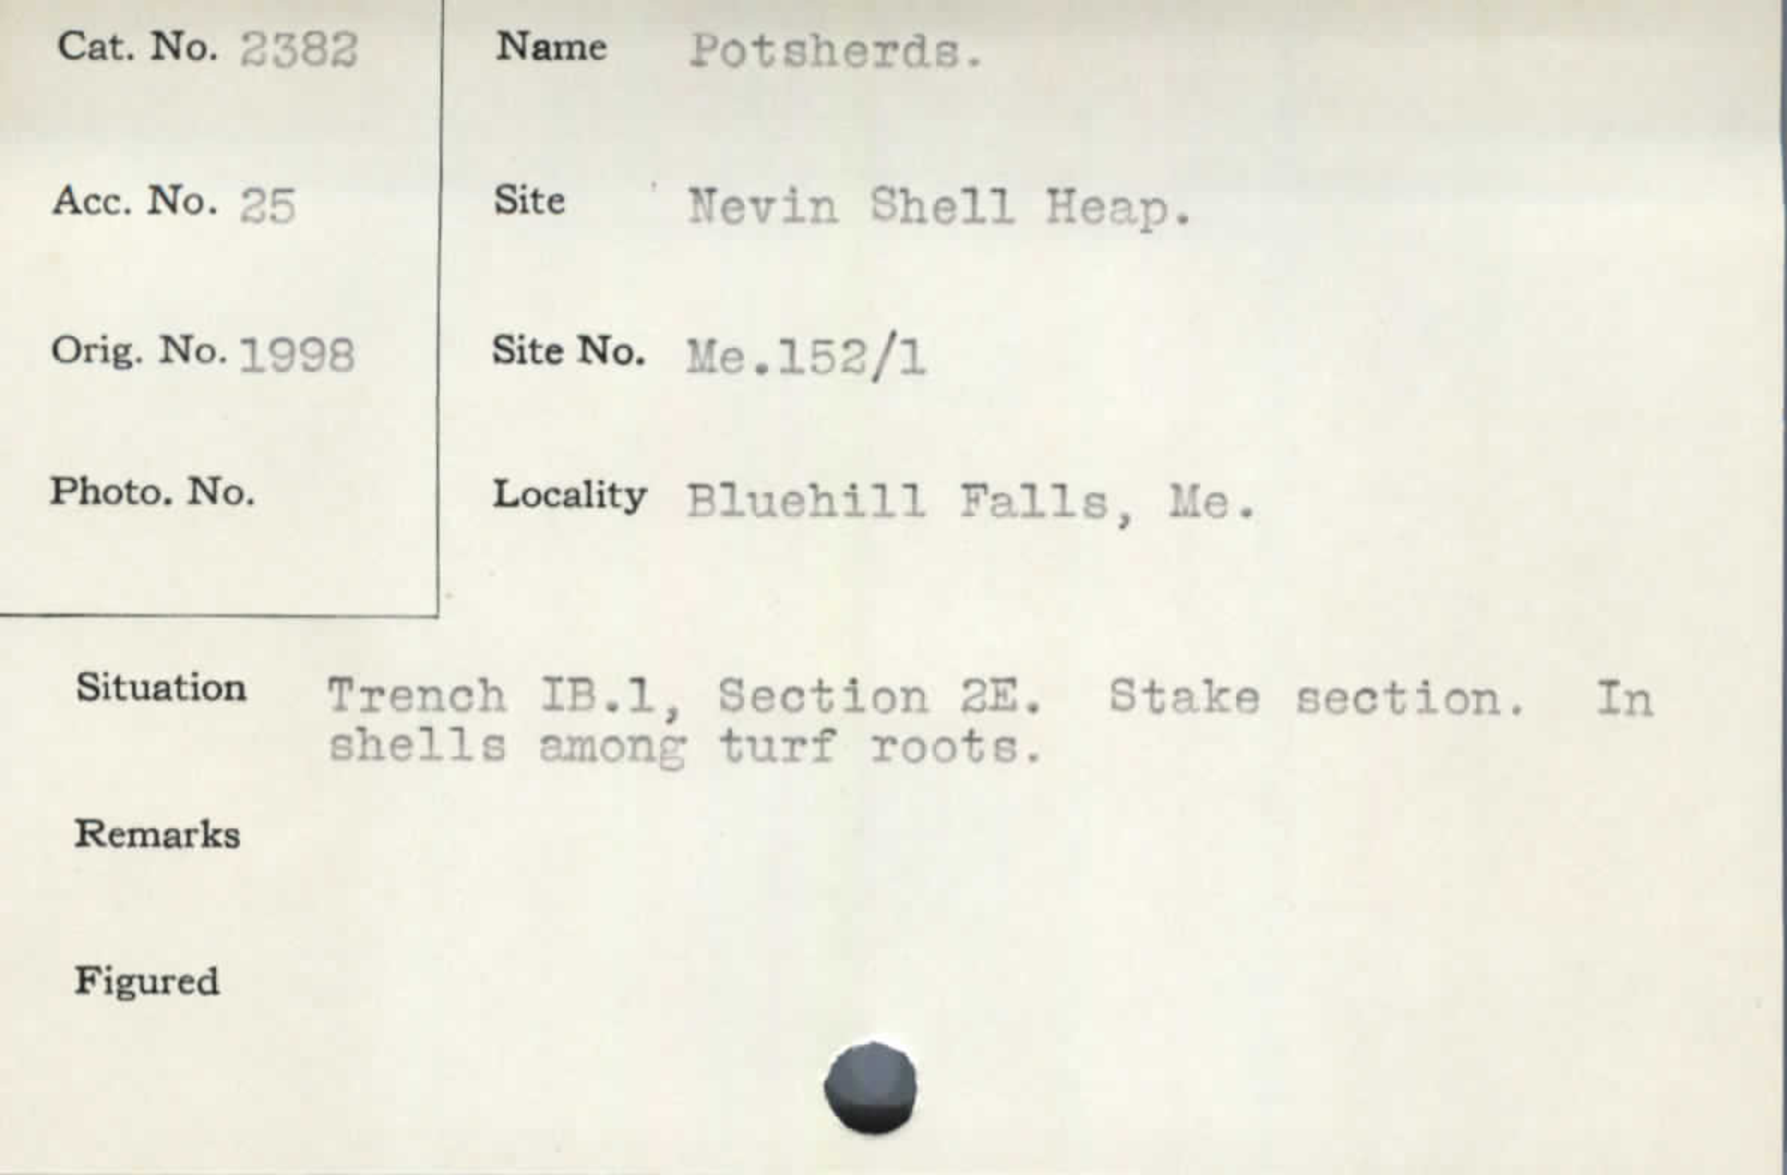 Cat. No. 2382
Name Potsherds.
Acc. No. 25
Site Nevin Shell Heap.
Orig. No. 1998
Site No. Me.152/1
Photo. No.
Locality Bluehill Falls, Me.
Situation Trench IB.1, Section 2E. Stake section. In
shells among turf roots.
Remarks
Figured